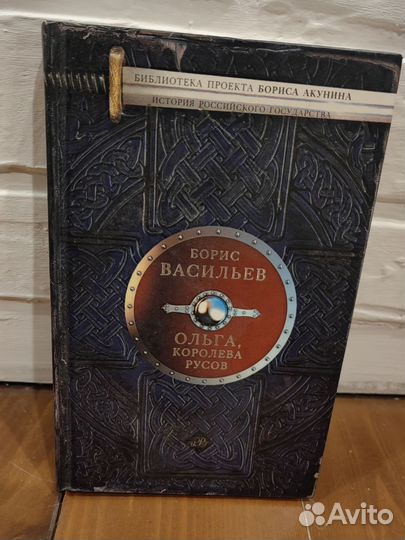 БИБЛИОТЕКА ПРОЕКТА БОРИСА АКУНИНА
ИСТОРИЯ РОССИЙСКОГО ГОСУДАРСТВА
БОРИС
ВАСИЛЬЕВ
ОЛЬГА,
КОРОЛЕВА
РУСОВ
Avito